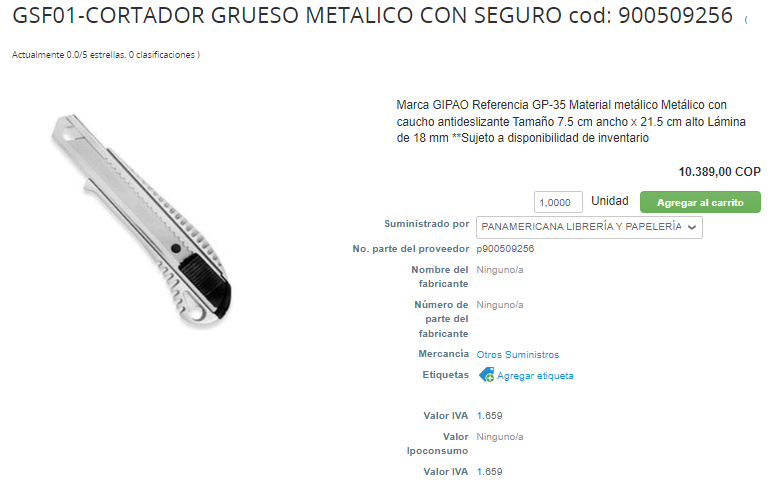 GSF01-CORTADOR GRUESO METALICO CON SEGURO cod: 900509256 (
Actualmente 0.0/5 estrellas. 0 clasificaciones )
Marca GIPAO Referencia GP-35 Material metálico Metálico con
caucho antideslizante Tamaño 7.5 cm ancho x 21.5 cm alto Lámina
de 18 mm **Sujeto a disponibilidad de inventario
10.389,00 COP
1,0000 Unidad Agregar al carrito
Suministrado por PANAMERICANA LIBRERÍA Y PAPELERÍA
No. parte del proveedor p900509256
Nombre del Ninguno/a
fabricante
Número de Ninguno/a
parte del
fabricante
Mercancía Otros Suministros
Etiquetas Agregar etiqueta
Valor IVA 1.659
Valor Ninguno/a
Ipoconsumo
Valor IVA 1.659